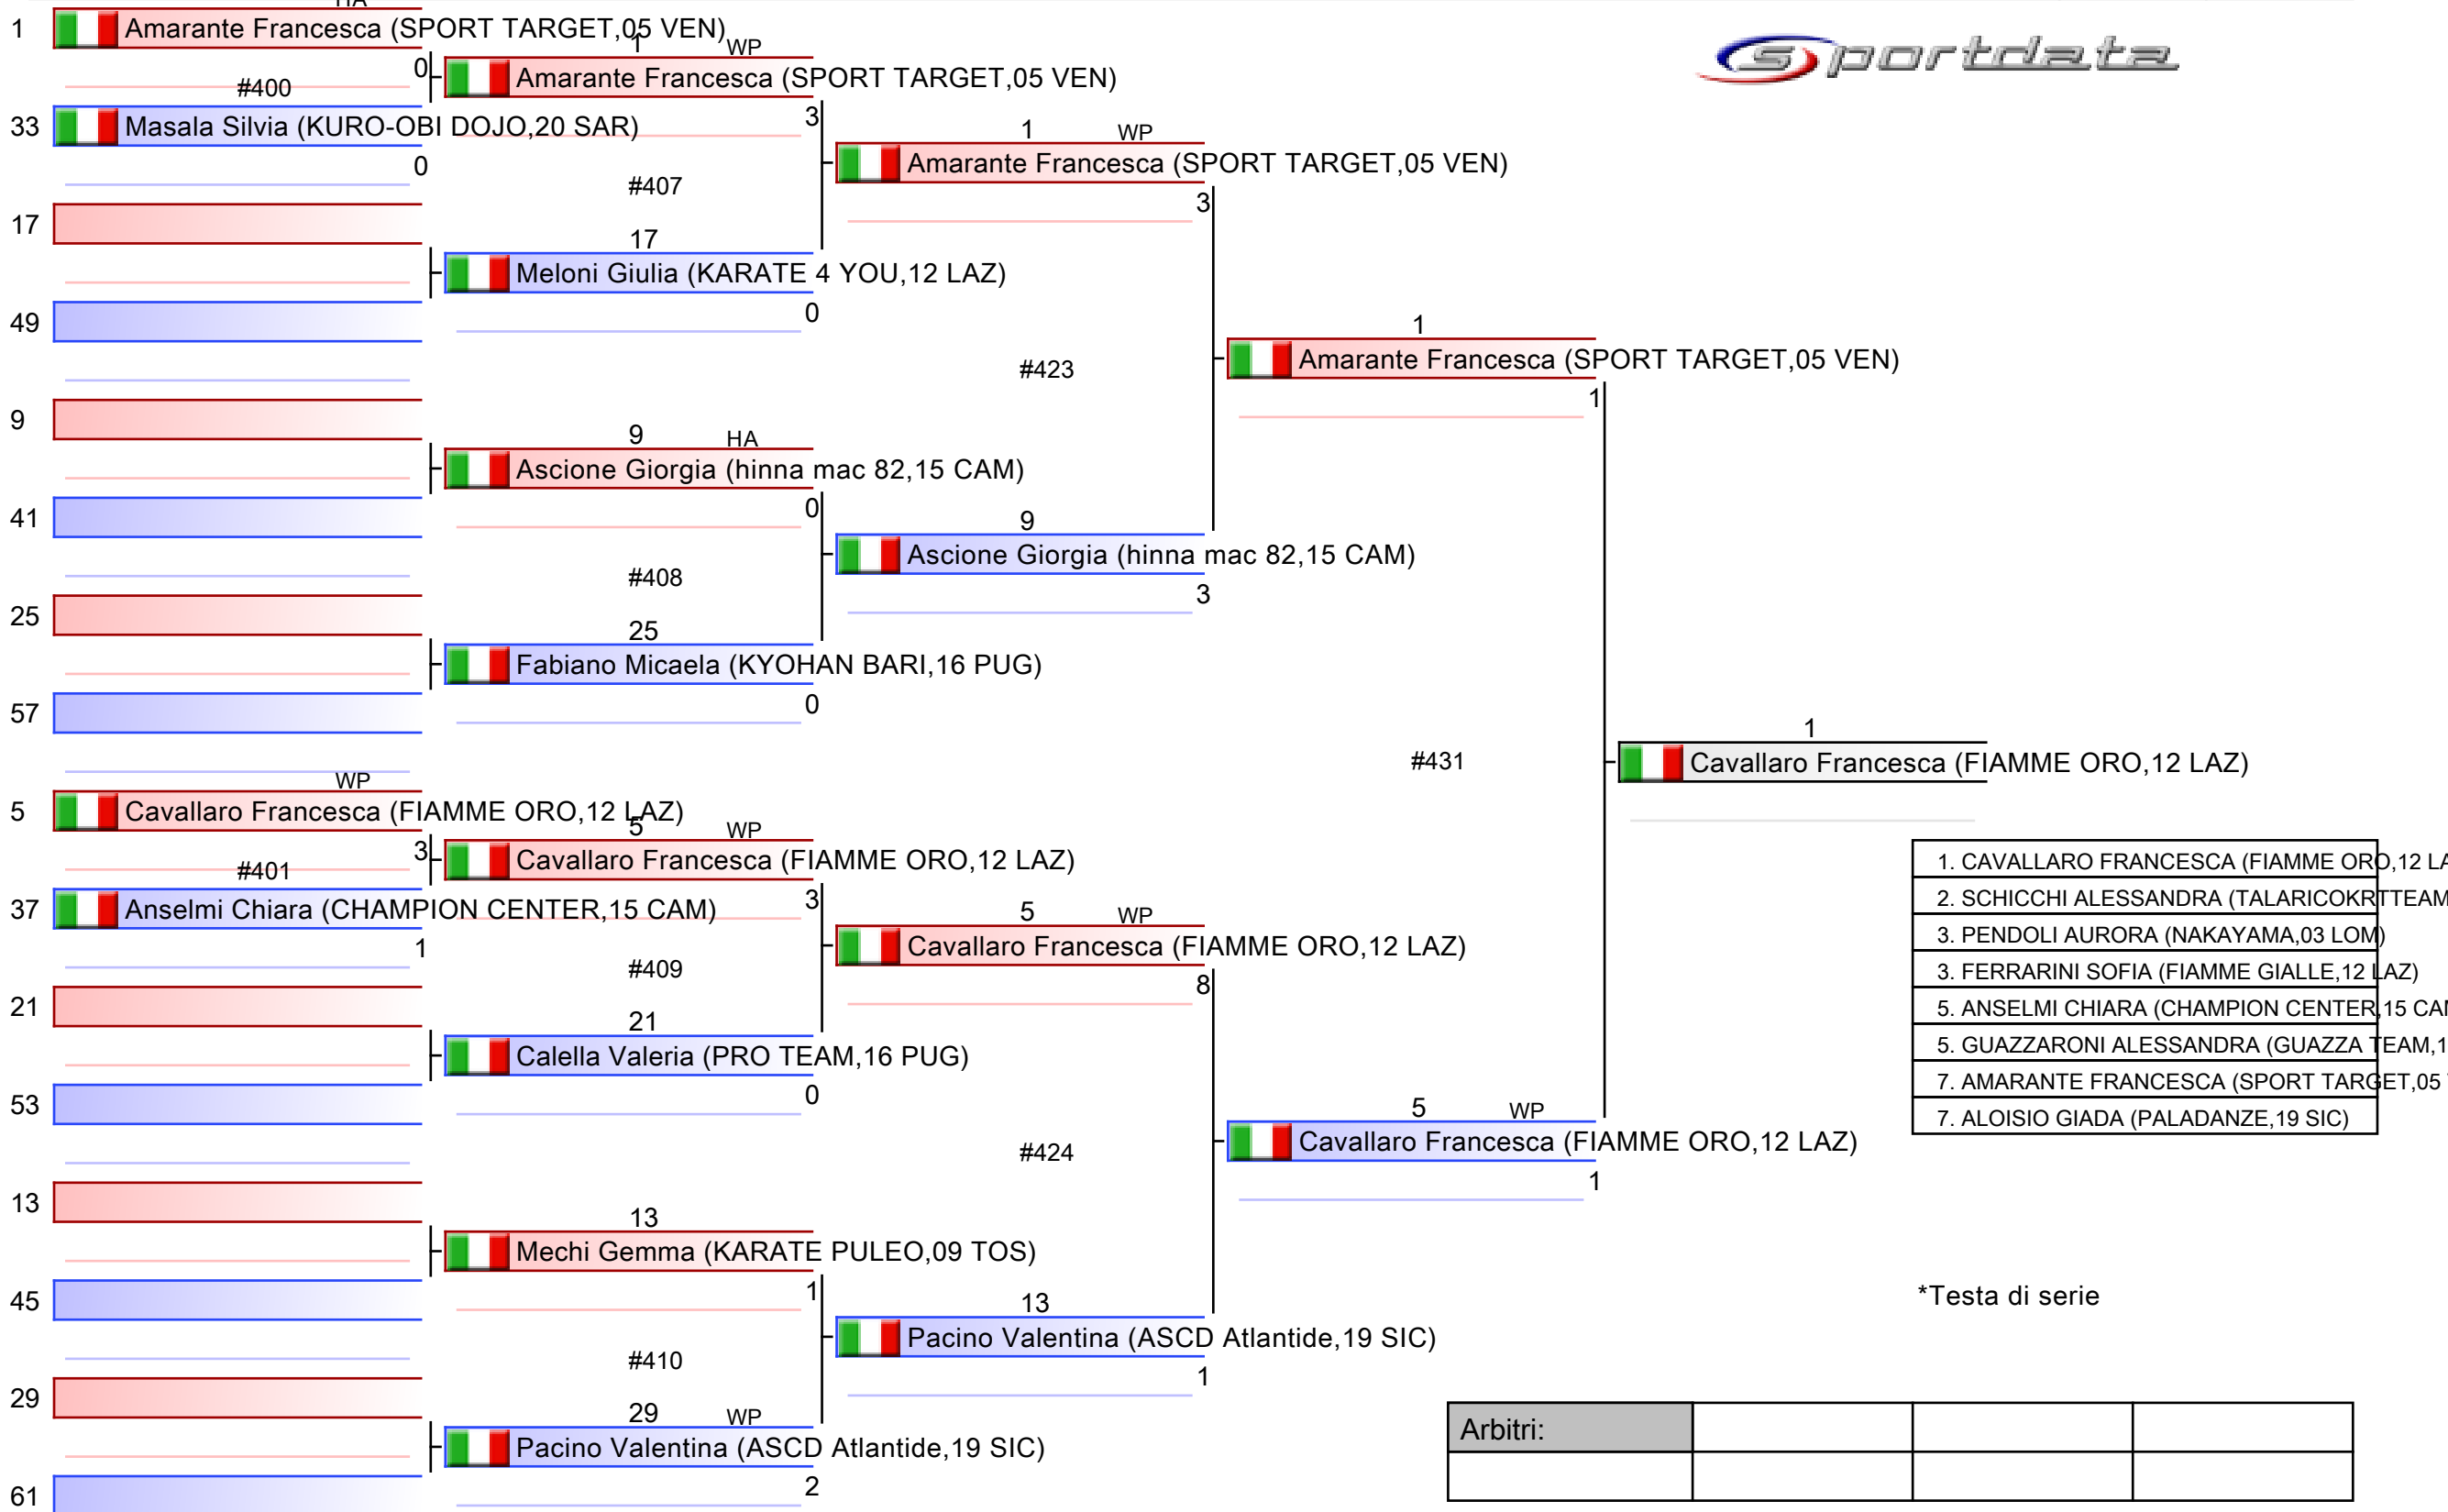 HA
1 Amarante Francesca (SPORT TARGET,05 VEN)
0
1 WP
Amarante Francesca (SPORT TARGET,05 VEN)
sportdata
#400
3
33 Masala Silvia (KURO-OBI DOJO,20 SAR)
0
1 WP
Amarante Francesca (SPORT TARGET,05 VEN)
3
#407
17
17
Meloni Giulia (KARATE 4 YOU,12 LAZ)
0
49
1
Amarante Francesca (SPORT TARGET,05 VEN)
1
#423
9
9 HA
Ascione Giorgia (hinna mac 82,15 CAM)
0
41
9
Ascione Giorgia (hinna mac 82,15 CAM)
3
#408
25
25
Fabiano Micaela (KYOHAN BARI,16 PUG)
0
57
1
Cavallaro Francesca (FIAMME ORO,12 LAZ)
#431
WP
5 Cavallaro Francesca (FIAMME ORO,12 LAZ)
3
5 WP
Cavallaro Francesca (FIAMME ORO,12 LAZ)
3
#401
37 Anselmi Chiara (CHAMPION CENTER,15 CAM)
1
5 WP
Cavallaro Francesca (FIAMME ORO,12 LAZ)
8
#409
21
21
Calella Valeria (PRO TEAM,16 PUG)
0
53
5 WP
Cavallaro Francesca (FIAMME ORO,12 LAZ)
1
#424
1. CAVALLARO FRANCESCA (FIAMME ORO,12 LA
2. SCHICCHI ALESSANDRA (TALARICOKRTTEAM
3. PENDOLI AURORA (NAKAYAMA,03 LOM)
3. FERRARINI SOFIA (FIAMME GIALLE,12 LAZ)
5. ANSELMI CHIARA (CHAMPION CENTER,15 CA
5. GUAZZARONI ALESSANDRA (GUAZZA TEAM,1
7. AMARANTE FRANCESCA (SPORT TARGET,05
7. ALOISIO GIADA (PALADANZE,19 SIC)
13
13
Mechi Gemma (KARATE PULEO,09 TOS)
1
45
13
Pacino Valentina (ASCD Atlantide,19 SIC)
1
#410
29
29 WP
Pacino Valentina (ASCD Atlantide,19 SIC)
2
61
*Testa di serie
Arbitri: